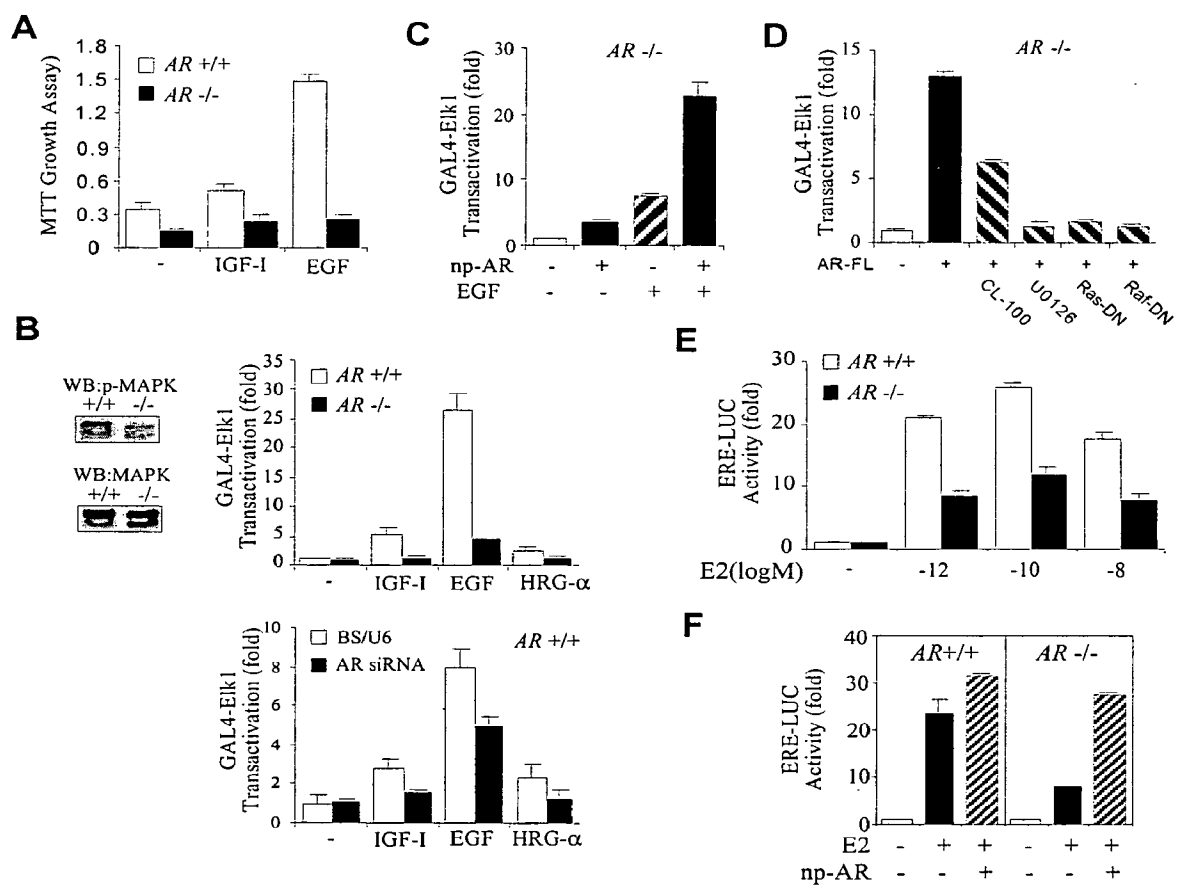 A
MTT Growth Assay)
1.8
1.5
1.2
0.9
0.6
0.3
0
AR +/+
AR -/-
-
IGF-I
EGF
B
WB:p-MAPK
+/+ -/-
WB:MAPK
+/+ -/-
GAL4-Elk1
Transactivation (fold)
35
30
25
20
15
10
5
0
AR +/+
AR -/-
- IGF-I EGF HRG-α
GAL4-Elk1
Transactivation (fold)
10
8
6
4
2
0
BS/U6
AR siRNA
AR +/+
- IGF-I EGF HRG-α
C
GAL4-Elk1
Transactivation (fold)
30
20
10
0
AR -/-
np-AR - + - +
EGF - - + +
D
GAL4-Elk1
Transactivation (fold)
15
10
5
0
AR -/-
AR-FL - + + + + +
CL-100
U0126
Ras-DN
Raf-DN
E
ERE-LUC
Activity (fold)
30
20
10
0
AR +/+
AR -/-
E2(logM) - -12 -10 -8
F
ERE-LUC
Activity (fold)
40
30
20
10
0
AR+/+ AR -/-
E2 - + + - + +
np-AR - - + - - +